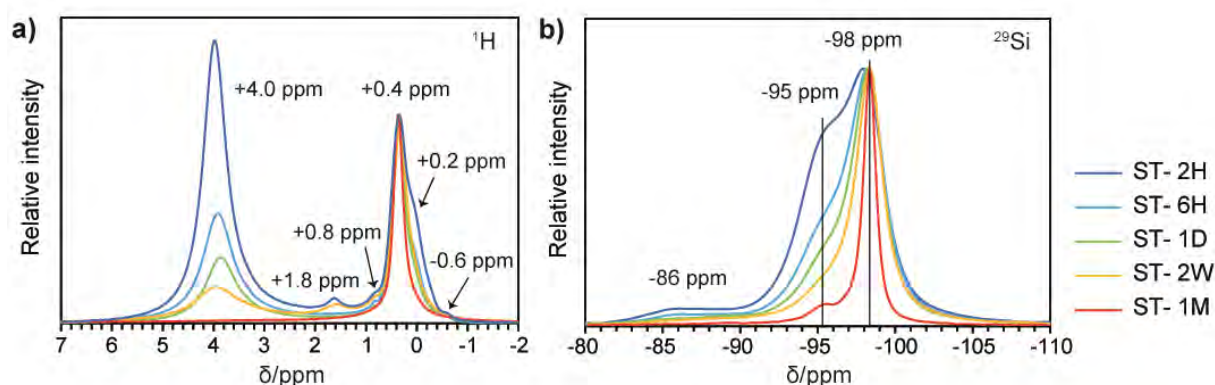 a)
¹H
+4.0 ppm
+0.4 ppm
+0.2 ppm
+0.8 ppm
-0.6 ppm
+1.8 ppm
Relative intensity
7 6 5 4 3 2 1 0 -1 -2
δ/ppm
b)
-98 ppm
²⁹Si
-95 ppm
-86 ppm
Relative intensity
-80 -85 -90 -95 -100 -105 -110
δ/ppm
ST- 2H
ST- 6H
ST- 1D
ST- 2W
ST- 1M